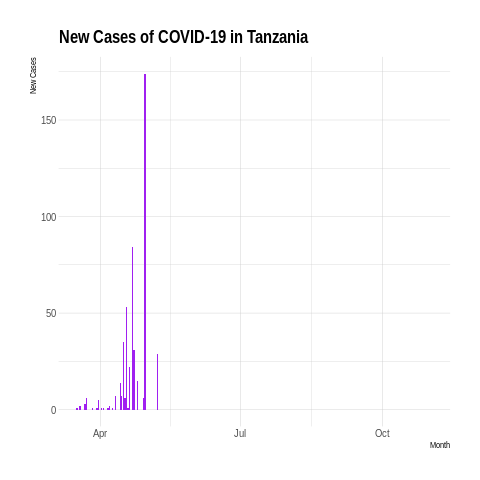 New Cases of COVID-19 in Tanzania
New Cases
150
100
50
0
Apr Jul Oct
Month